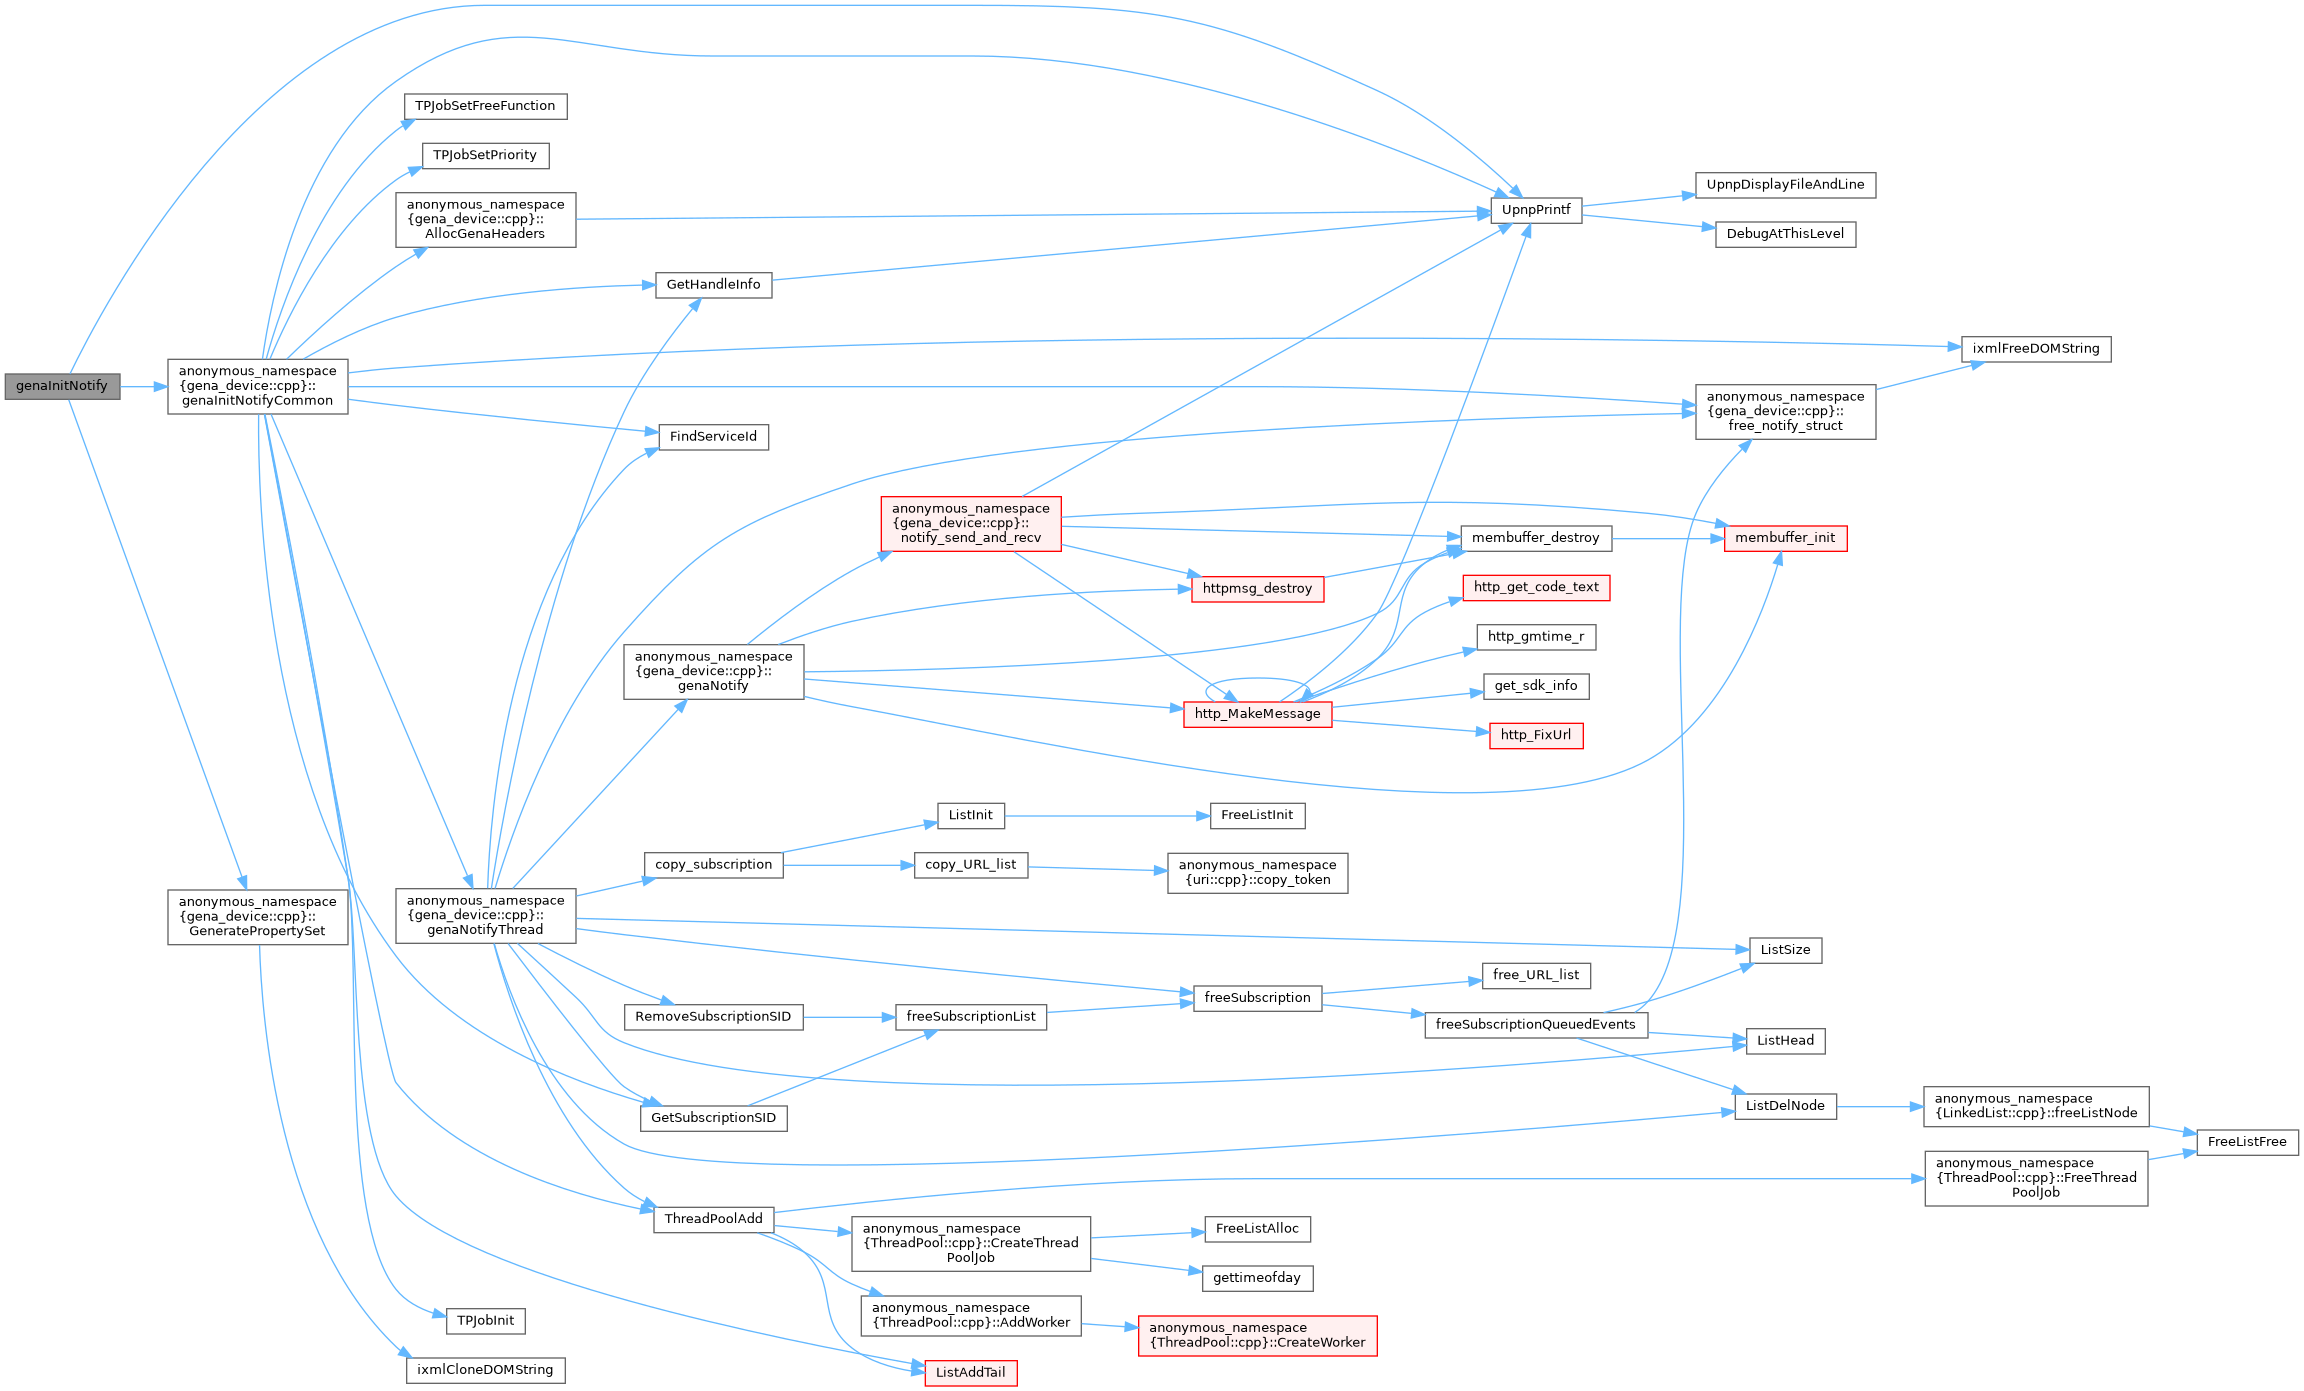 genaInitNotify
anonymous_namespace
{gena_device::cpp}::
genaInitNotifyCommon
anonymous_namespace
{gena_device::cpp}::
GeneratePropertySet
TPJobSetFreeFunction
TPJobSetPriority
anonymous_namespace
{gena_device::cpp}::
AllocGenaHeaders
anonymous_namespace
{gena_device::cpp}::
genaNotifyThread
TPJobInit
ixmlCloneDOMString
GetHandleInfo
FindServiceId
anonymous_namespace
{gena_device::cpp}::
genaNotify
copy_subscription
RemoveSubscriptionSID
GetSubscriptionSID
ThreadPoolAdd
anonymous_namespace
{gena_device::cpp}::
notify_send_and_recv
ListInit
copy_URL_list
freeSubscriptionList
anonymous_namespace
{ThreadPool::cpp}::CreateThread
PoolJob
anonymous_namespace
{ThreadPool::cpp}::AddWorker
ListAddTail
httpmsg_destroy
http_MakeMessage
FreeListInit
anonymous_namespace
{uri::cpp}::copy_token
freeSubscription
FreeListAlloc
gettimeofday
anonymous_namespace
{ThreadPool::cpp}::CreateWorker
UpnpPrintf
membuffer_destroy
http_get_code_text
http_gmtime_r
get_sdk_info
http_FixUrl
free_URL_list
freeSubscriptionQueuedEvents
UpnpDisplayFileAndLine
DebugAtThisLevel
anonymous_namespace
{gena_device::cpp}::
free_notify_struct
membuffer_init
ListSize
ListHead
ListDelNode
ixmlFreeDOMString
anonymous_namespace
{LinkedList::cpp}::freeListNode
anonymous_namespace
{ThreadPool::cpp}::FreeThread
PoolJob
FreeListFree